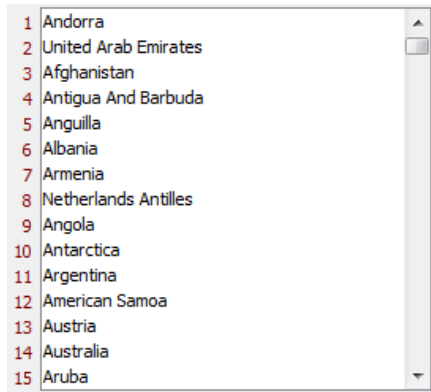 1 Andorra
2 United Arab Emirates
3 Afghanistan
4 Antigua And Barbuda
5 Anguilla
6 Albania
7 Armenia
8 Netherlands Antilles
9 Angola
10 Antarctica
11 Argentina
12 American Samoa
13 Austria
14 Australia
15 Aruba